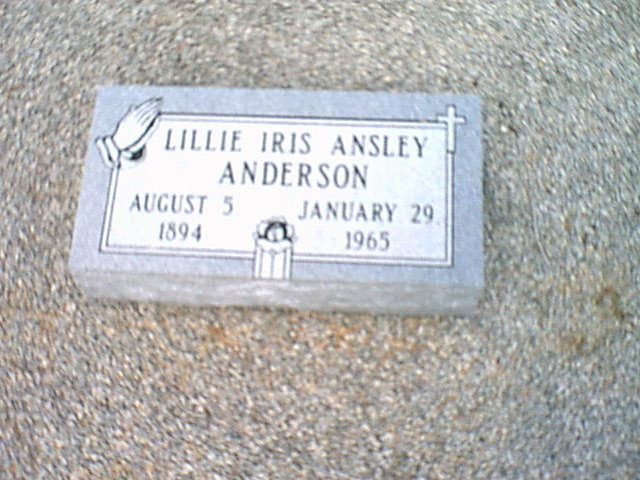 LILLIE IRIS ANSLEY
ANDERSON
AUGUST 5 JANUARY 29
1894 1965